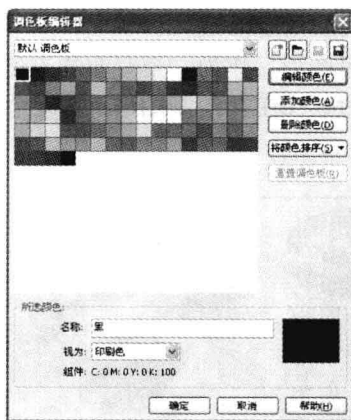 调色板编辑器
默认 调色板
编辑颜色(E)
添加颜色(A)
删除颜色(D)
将颜色排序(S)
重置调色板(R)
所选颜色:
名称: 黑
视为: 印刷色
组件: C: 0 M: 0 Y: 0 K: 100
确定
取消
帮助(H)